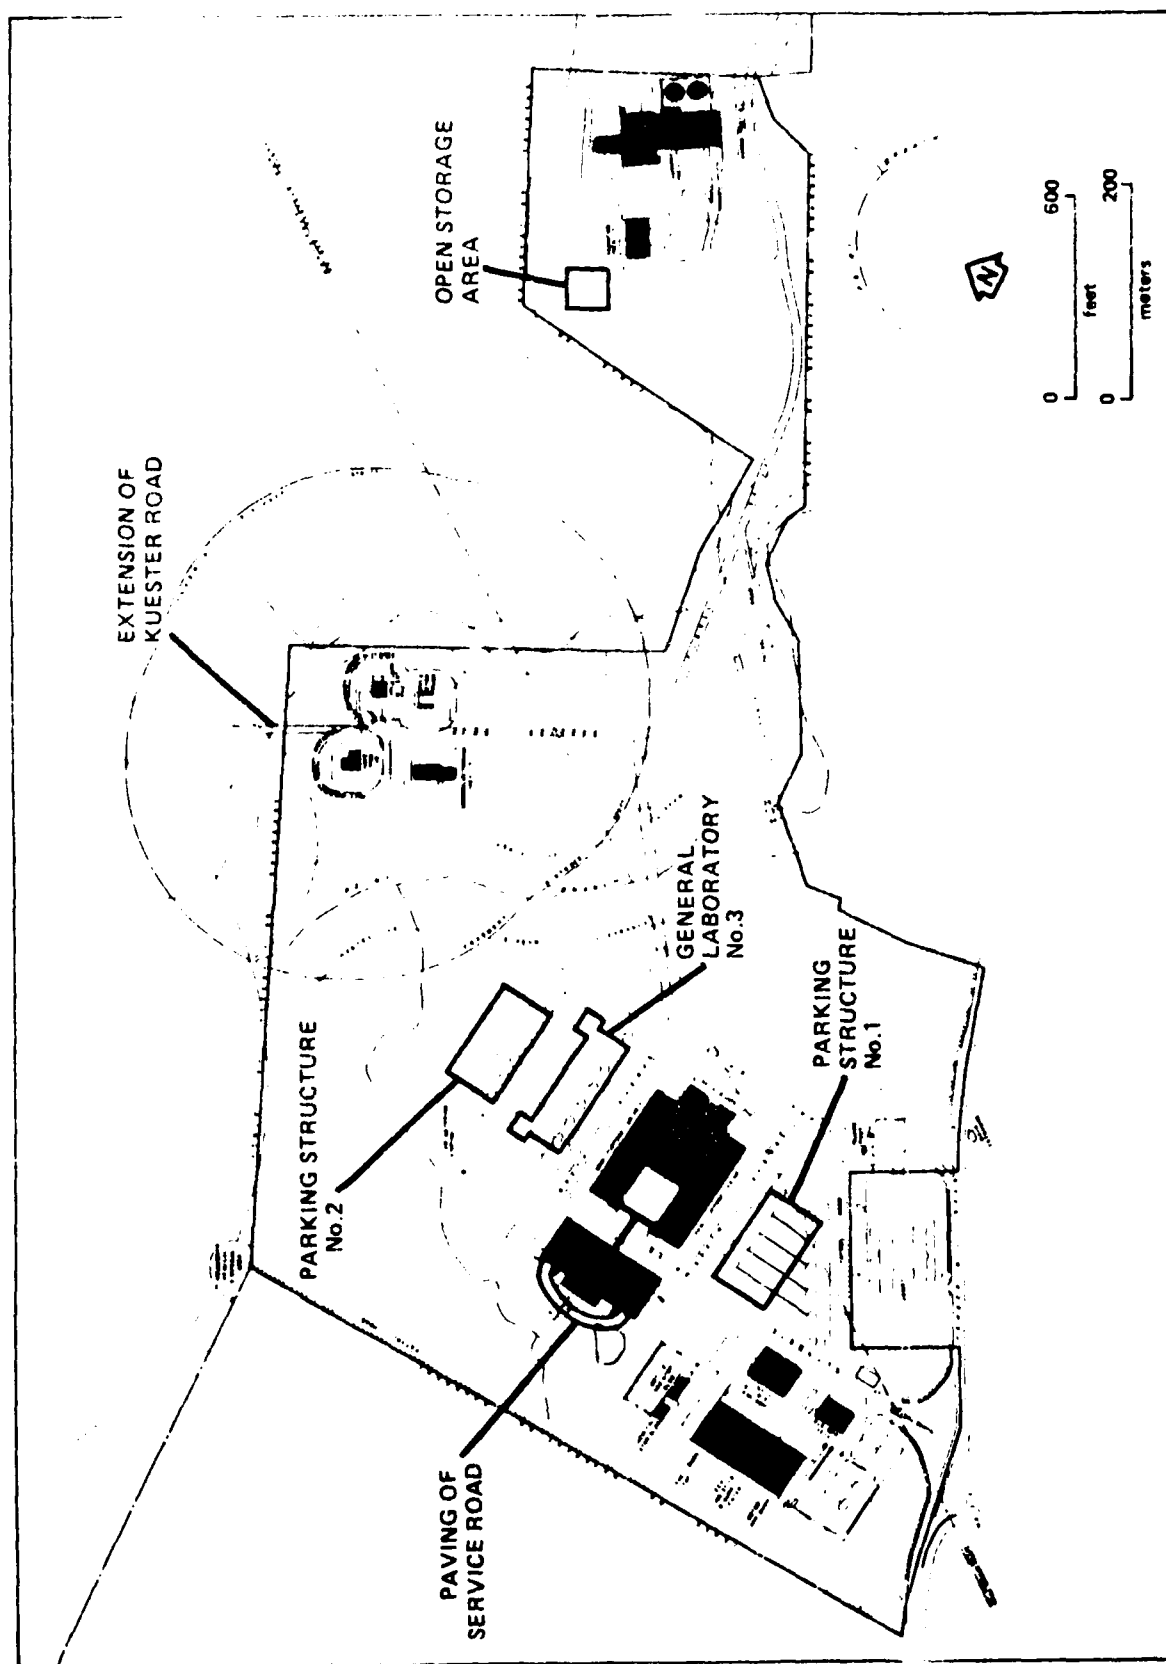 EXTENSION OF
KUESTER ROAD
OPEN STORAGE
AREA
PARKING STRUCTURE
No.2
GENERAL
LABORATORY
No.3
PAVING OF
SERVICE ROAD
PARKING
STRUCTURE
No.1
N
0 600
feet
0 200
meters